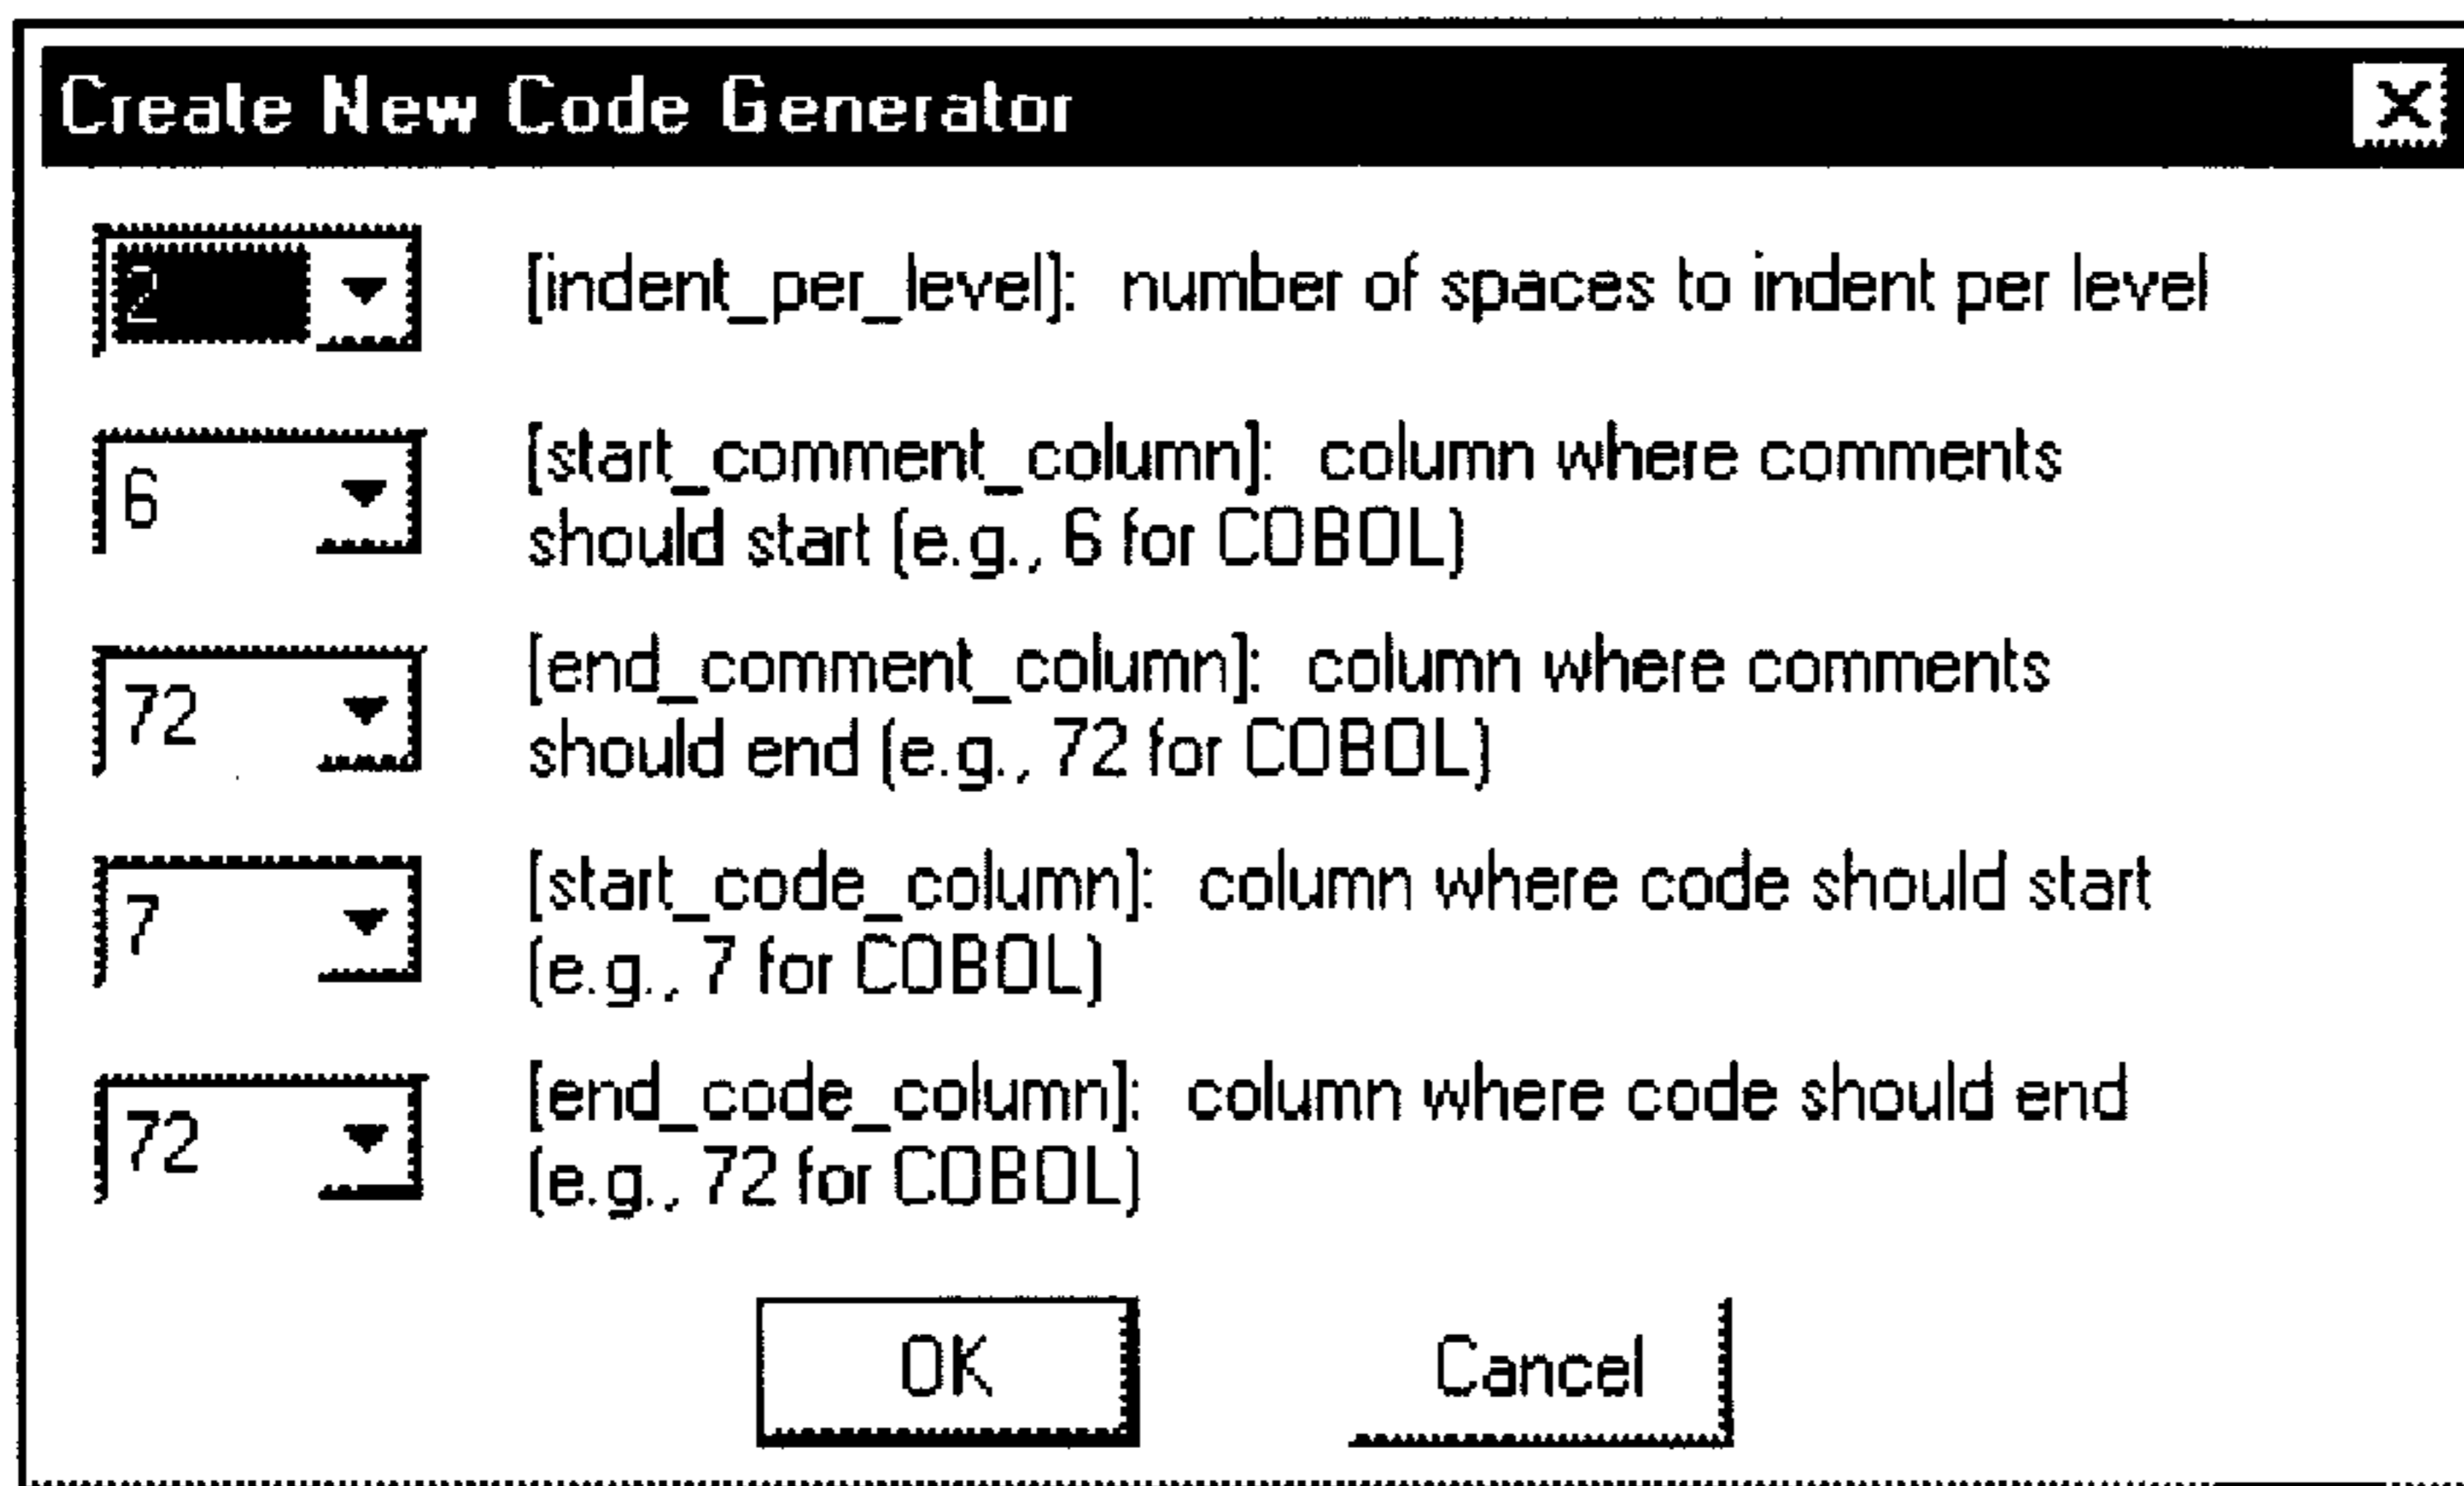 Create New Code Generator
2 [indent_per_level]: number of spaces to indent per level
6 [start_comment_column]: column where comments
should start (e.g., 6 for COBOL)
72 [end_comment_column]: column where comments
should end (e.g., 72 for COBOL)
7 [start_code_column]: column where code should start
(e.g., 7 for COBOL)
72 [end_code_column]: column where code should end
(e.g., 72 for COBOL)
OK Cancel